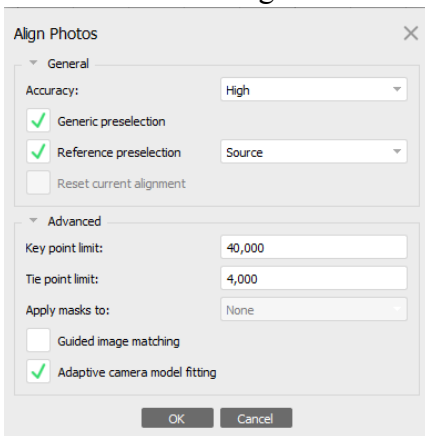 Align Photos
General
Accuracy: High
Generic preselection
Reference preselection Source
Reset current alignment
Advanced
Key point limit: 40,000
Tie point limit: 4,000
Apply masks to: None
Guided image matching
Adaptive camera model fitting
OK Cancel